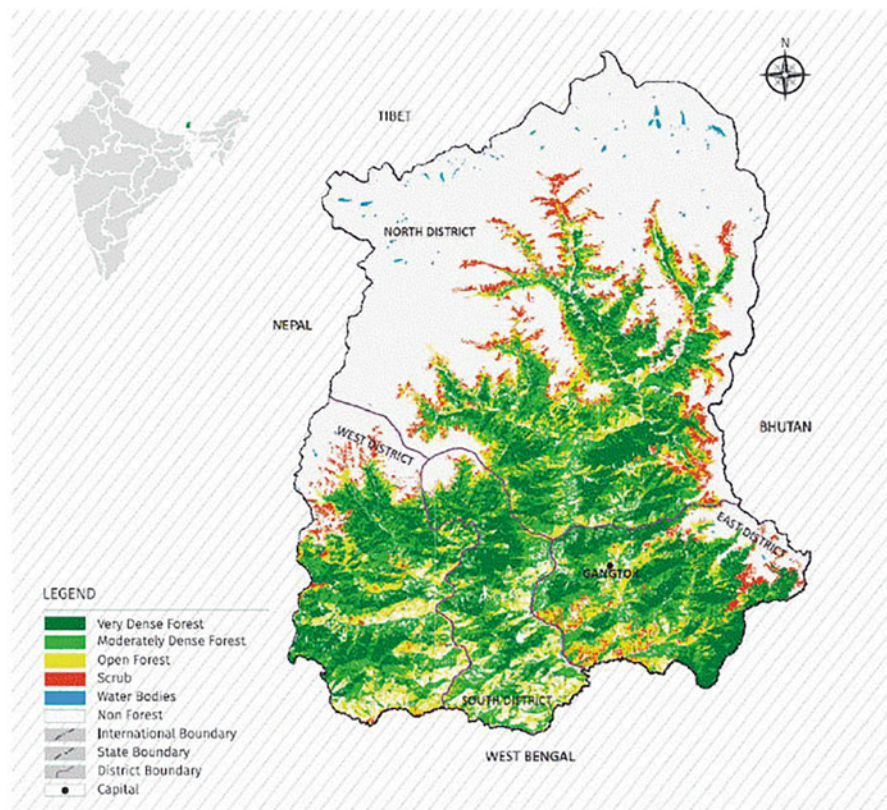 N
TIBET
NORTH DISTRICT
NEPAL
BHUTAN
WEST DISTRICT
EAST DISTRICT
GANGTOK
LEGEND
Very Dense Forest
Moderately Dense Forest
Open Forest
Scrub
Water Bodies
Non Forest
International Boundary
State Boundary
District Boundary
Capital
SOUTH DISTRICT
WEST BENGAL